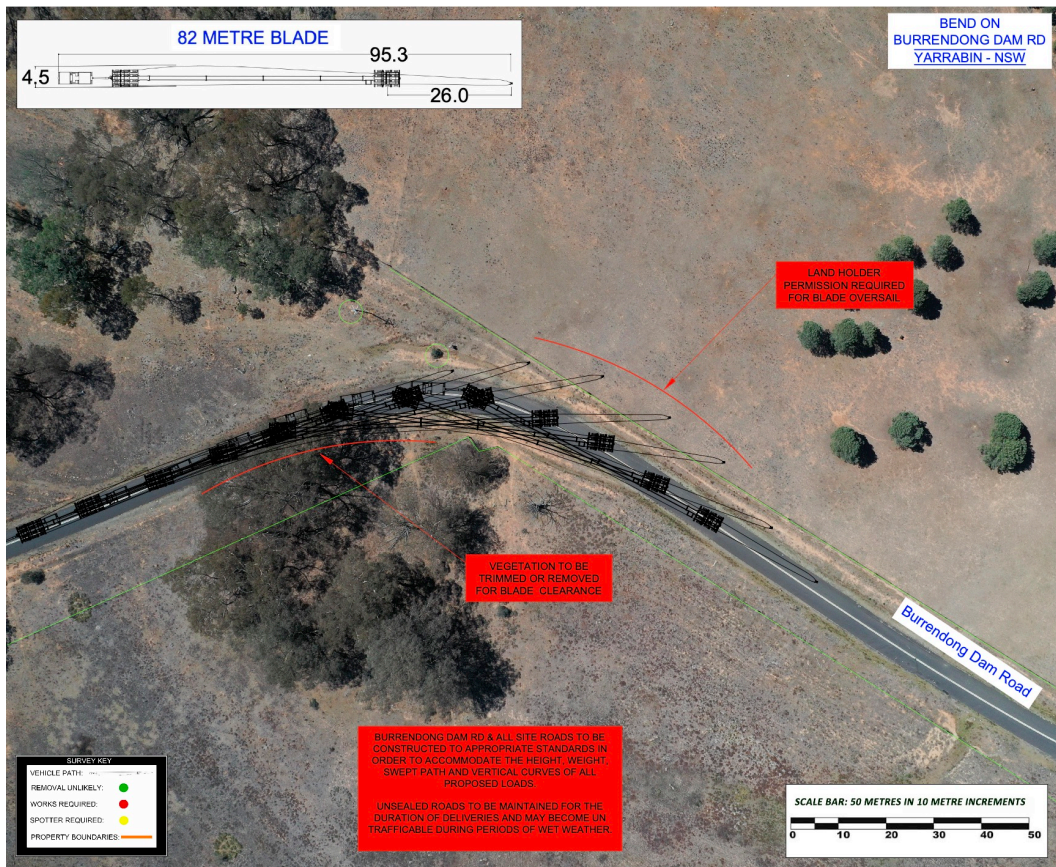 82 METRE BLADE
95.3
4.5
26.0
BEND ON
BURRENDONG DAM RD
YARRABIN - NSW
LAND HOLDER
PERMISSION REQUIRED
FOR BLADE OVERSAIL
VEGETATION TO BE
TRIMMED OR REMOVED
FOR BLADE CLEARANCE
Burrendong Dam Road
BURRENDONG DAM RD & ALL SITE ROADS TO BE
CONSTRUCTED TO APPROPRIATE STANDARDS IN
ORDER TO ACCOMMODATE THE HEIGHT, WEIGHT,
SWEPT PATH AND VERTICAL CURVES OF ALL
PROPOSED LOADS.
UNSEALED ROADS TO BE MAINTAINED FOR THE
DURATION OF DELIVERIES AND MAY BECOME UN
TRAFFICABLE DURING PERIODS OF WET WEATHER.
SURVEY KEY
VEHICLE PATH:
REMOVAL UNLIKELY:
WORKS REQUIRED:
SPOTTER REQUIRED:
PROPERTY BOUNDARIES:
SCALE BAR: 50 METRES IN 10 METRE INCREMENTS
0 10 20 30 40 50